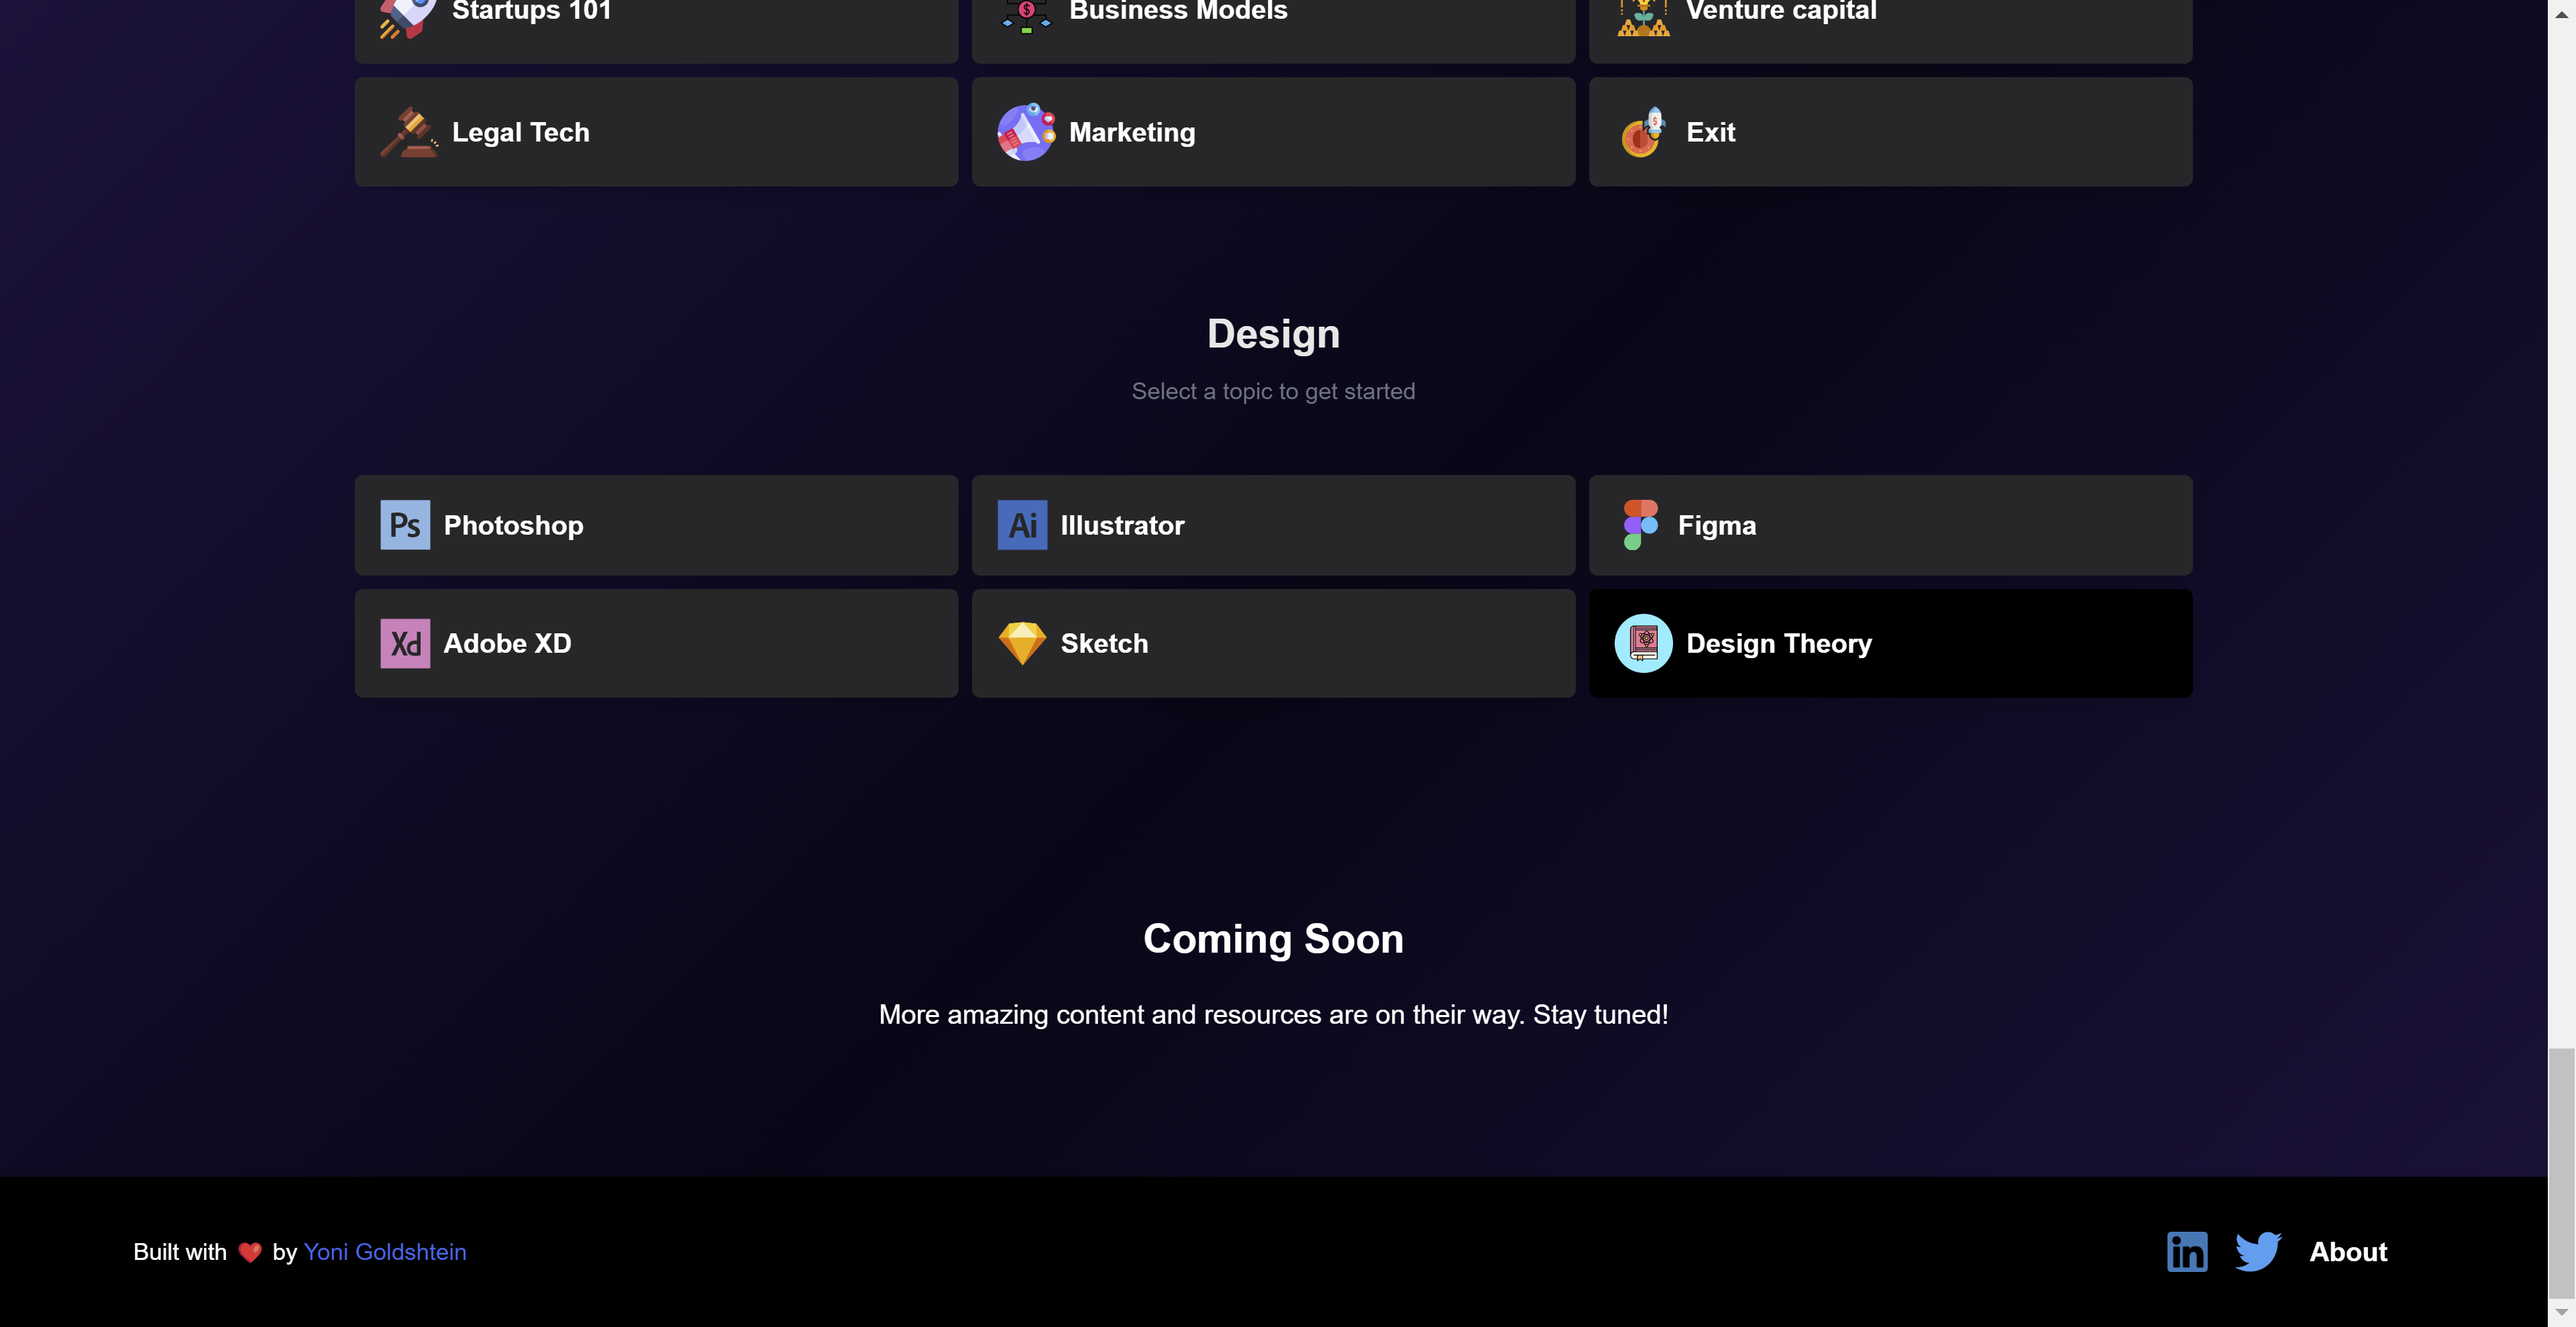 Startups 101
Business Models
Venture capital
Legal Tech
Marketing
Exit
Design
Select a topic to get started
Ps Photoshop
Ai Illustrator
Figma
Xd Adobe XD
Sketch
Design Theory
Coming Soon
More amazing content and resources are on their way. Stay tuned!
Built with ❤️ by Yoni Goldshtein
in
About